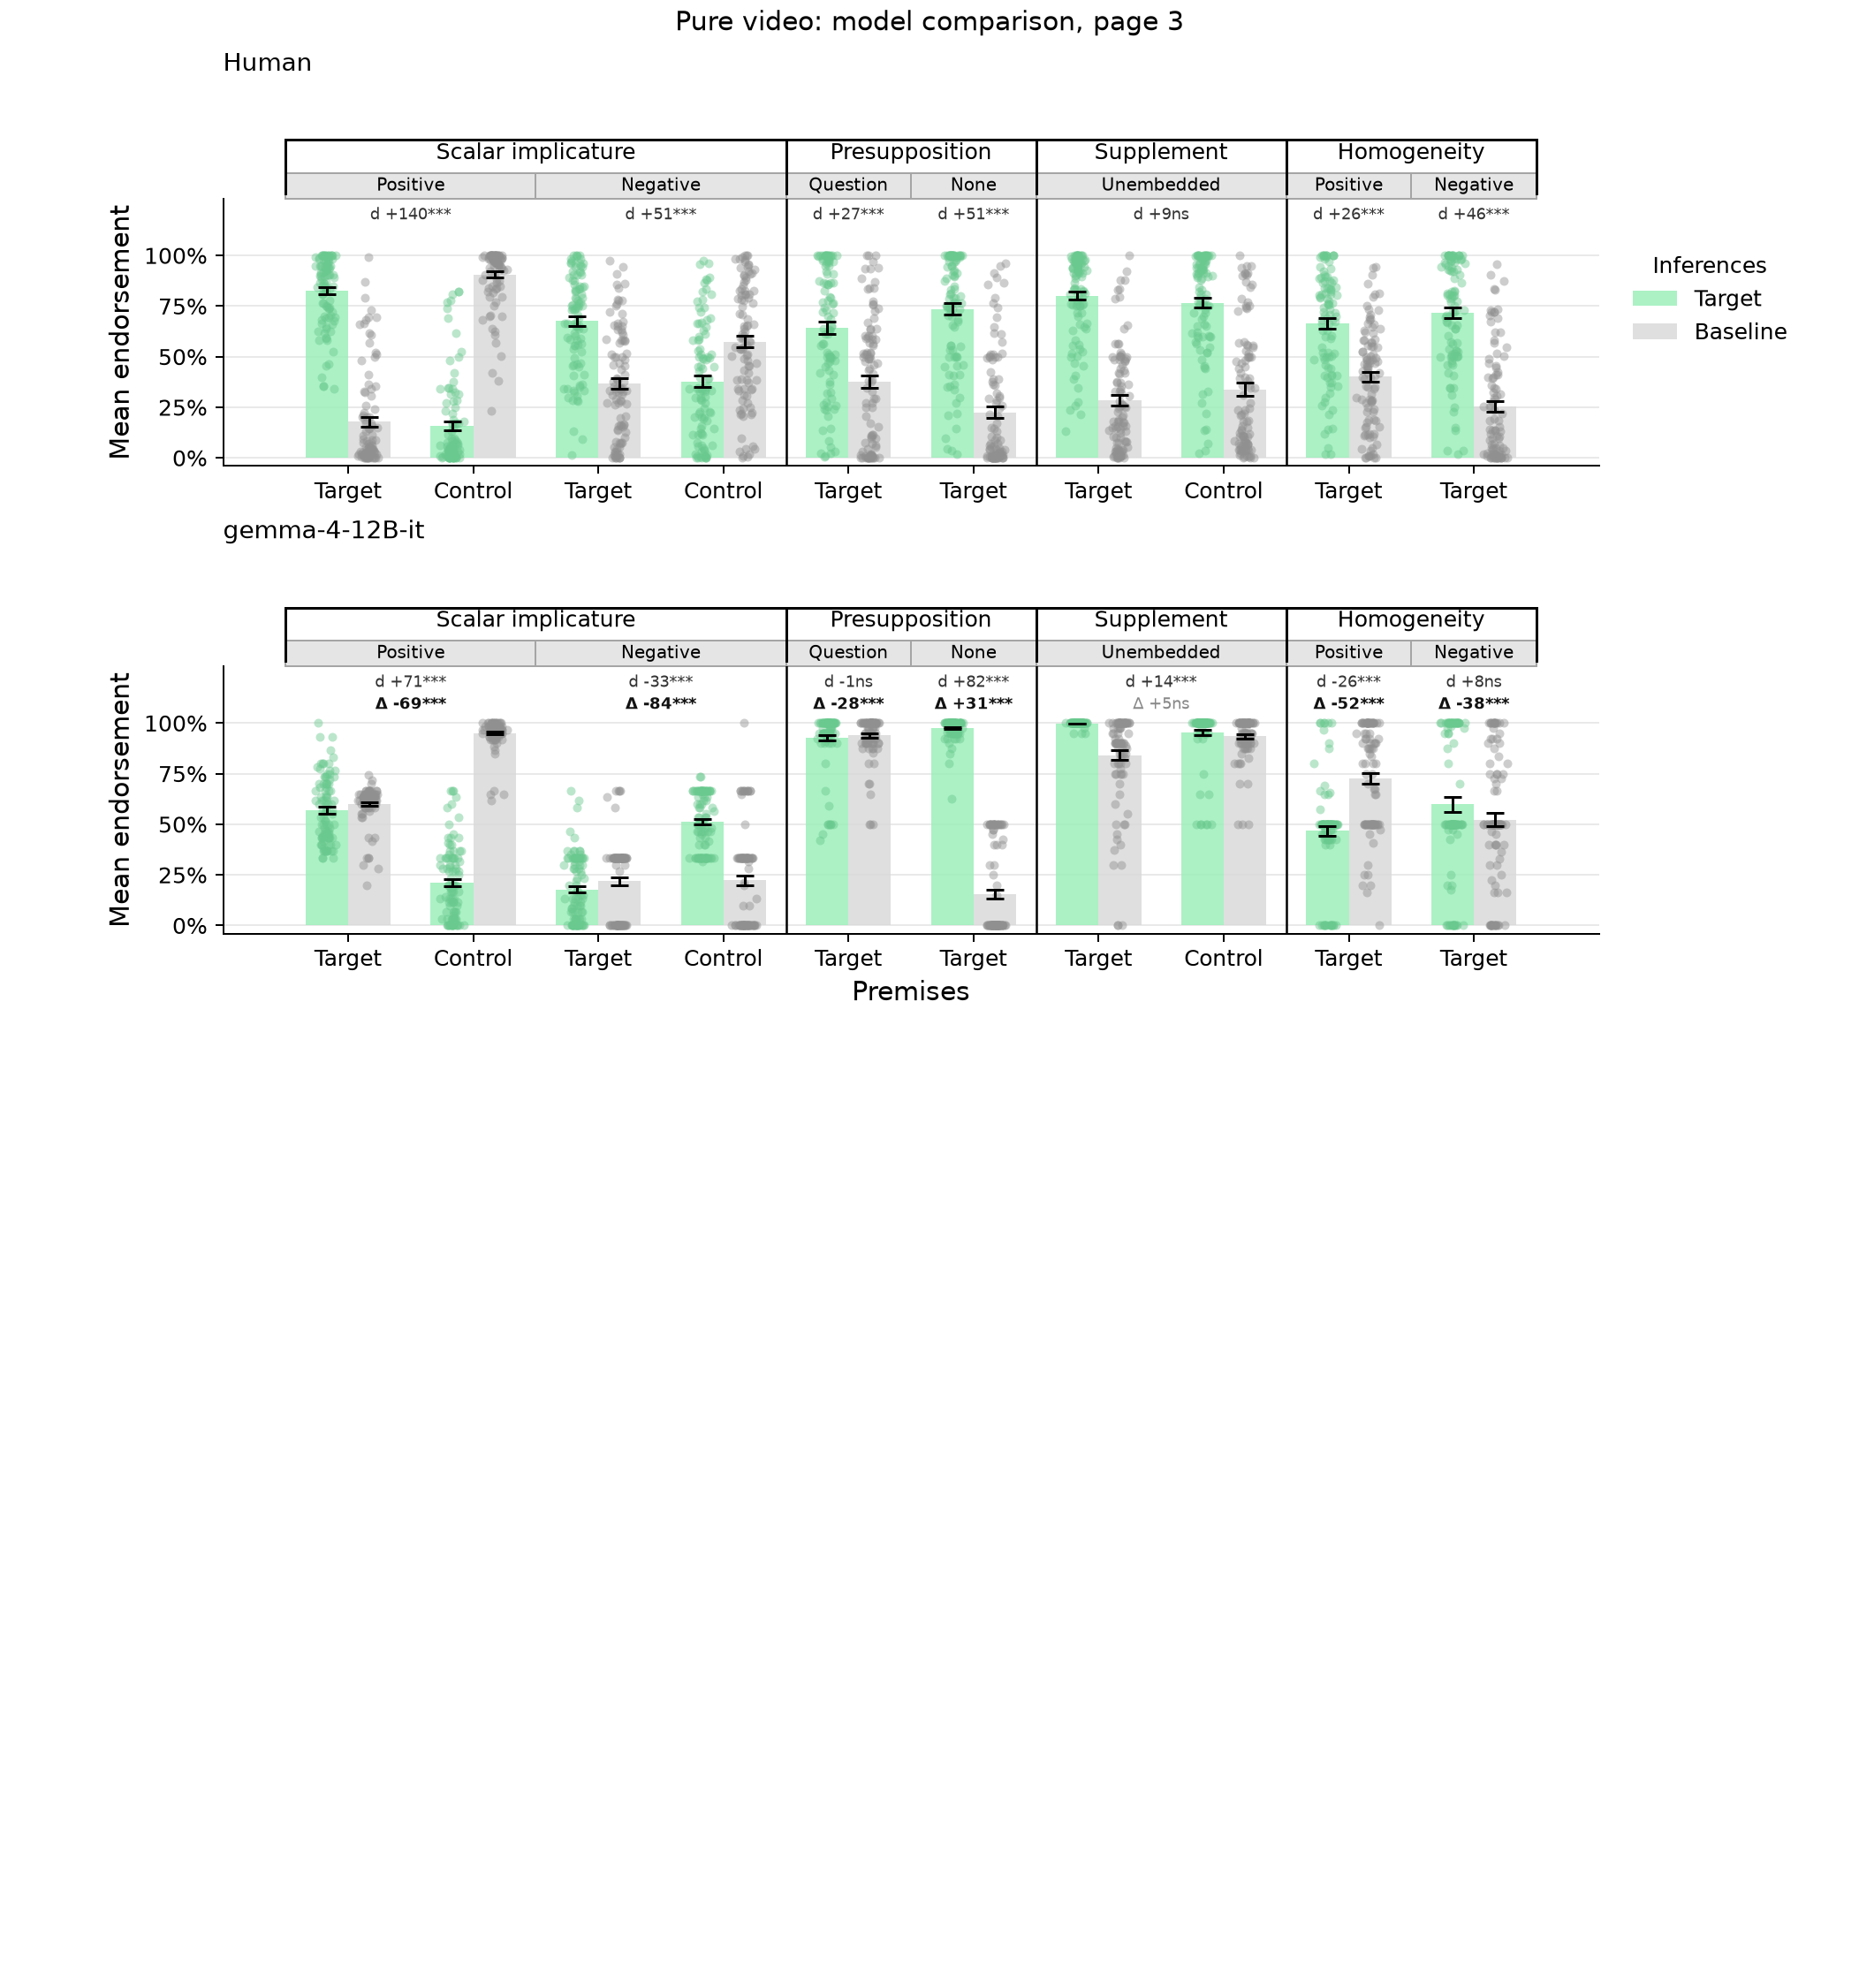 Pure video: model comparison, page 3
Human
Scalar implicature Presupposition Supplement Homogeneity
Positive Negative Question None Unembedded Positive Negative
d +140*** d +51*** d +27*** d +51*** d +9ns d +26*** d +46***
Mean endorsement
100%
75%
50%
25%
0%
Target Control Target Control Target Target Target Control Target Target
Inferences
Target
Baseline
gemma-4-12B-it
Scalar implicature Presupposition Supplement Homogeneity
Positive Negative Question None Unembedded Positive Negative
d +71*** d -33*** d -1ns d +82*** d +14*** d -26*** d +8ns
Δ -69*** Δ -84*** Δ -28*** Δ +31*** Δ +5ns Δ -52*** Δ -38***
Mean endorsement
100%
75%
50%
25%
0%
Target Control Target Control Target Target Target Control Target Target
Premises